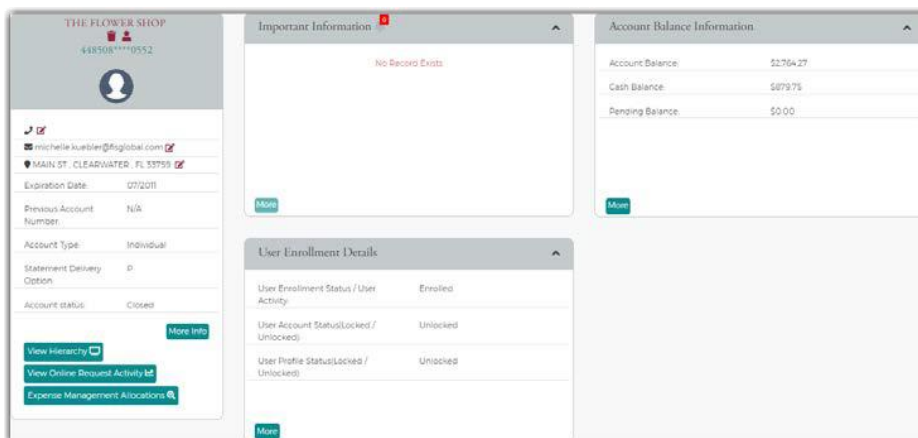 THE FLOWER SHOP
448508****0552
michelle.kuebler@fisglobal.com
MAIN ST , CLEARWATER , FL 33759
Expiration Date: 07/2011
Previous Account N/A
Number:
Account Type: Individual
Statement Delivery P
Option:
Account status: Closed
More Info
View Hierarchy
View Online Request Activity
Expense Management Allocations
Important Information 0
No Record Exists
More
User Enrollment Details
User Enrollment Status / User Enrolled
Activity:
User Account Status(Locked / Unlocked
Unlocked)
User Profile Status(Locked / Unlocked
Unlocked)
More
Account Balance Information
Account Balance: $2,764.27
Cash Balance: $879.75
Pending Balance: $0.00
More